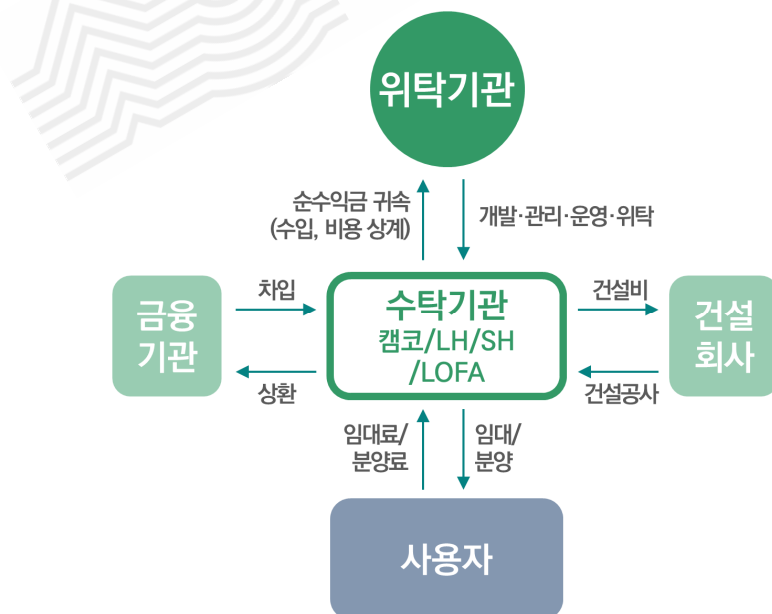 위탁기관
순수익금 귀속
(수입, 비용 상계)
개발·관리·운영·위탁
금융
기관
차입
상환
수탁기관
캠코/LH/SH
/LOFA
건설비
건설공사
건설
회사
임대료/
분양료
임대/
분양
사용자